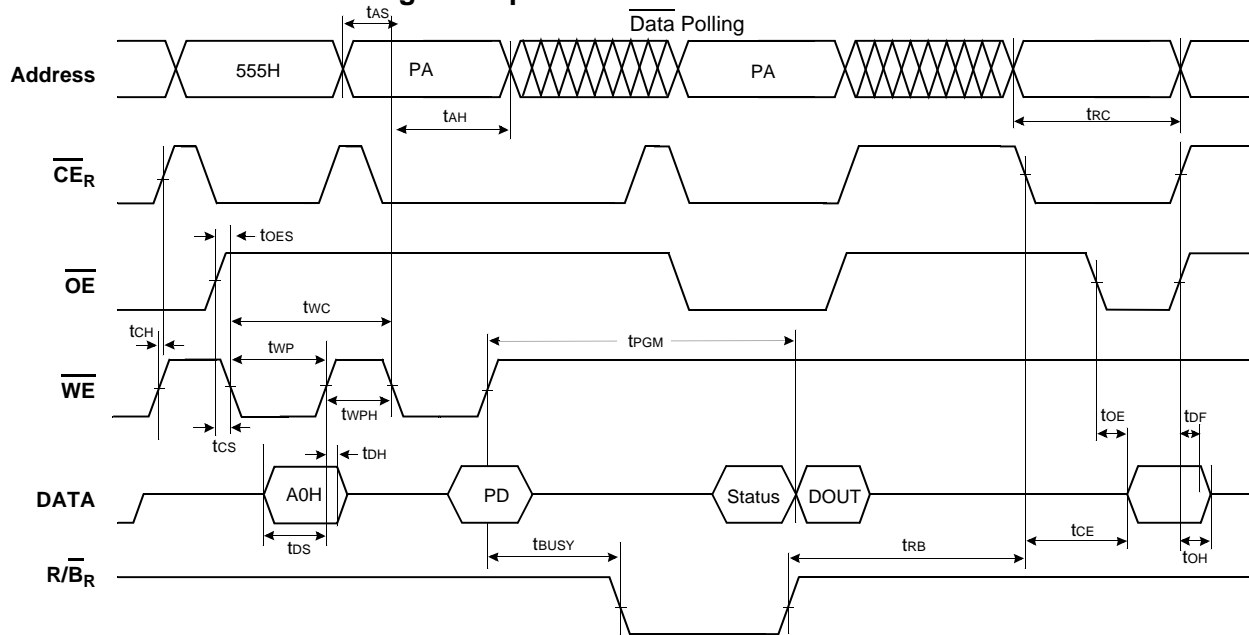 tAS
Data Polling
Address
555H
PA
PA
tAH
tRC
CER
tOES
OE
tWC
tCH
tWP
tPGM
WE
tWPH
tOE
tDF
tCS
tDH
DATA
A0H
PD
Status
DOUT
tDS
tBUSY
tRB
tCE
tOH
R/BR